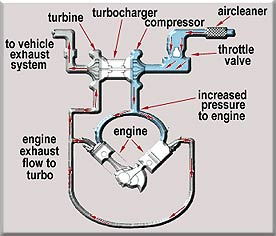 turbine
turbocharger
compressor
aircleaner
to vehicle
exhaust
system
throttle
valve
increased
pressure
to engine
engine
engine
exhaust
flow to
turbo